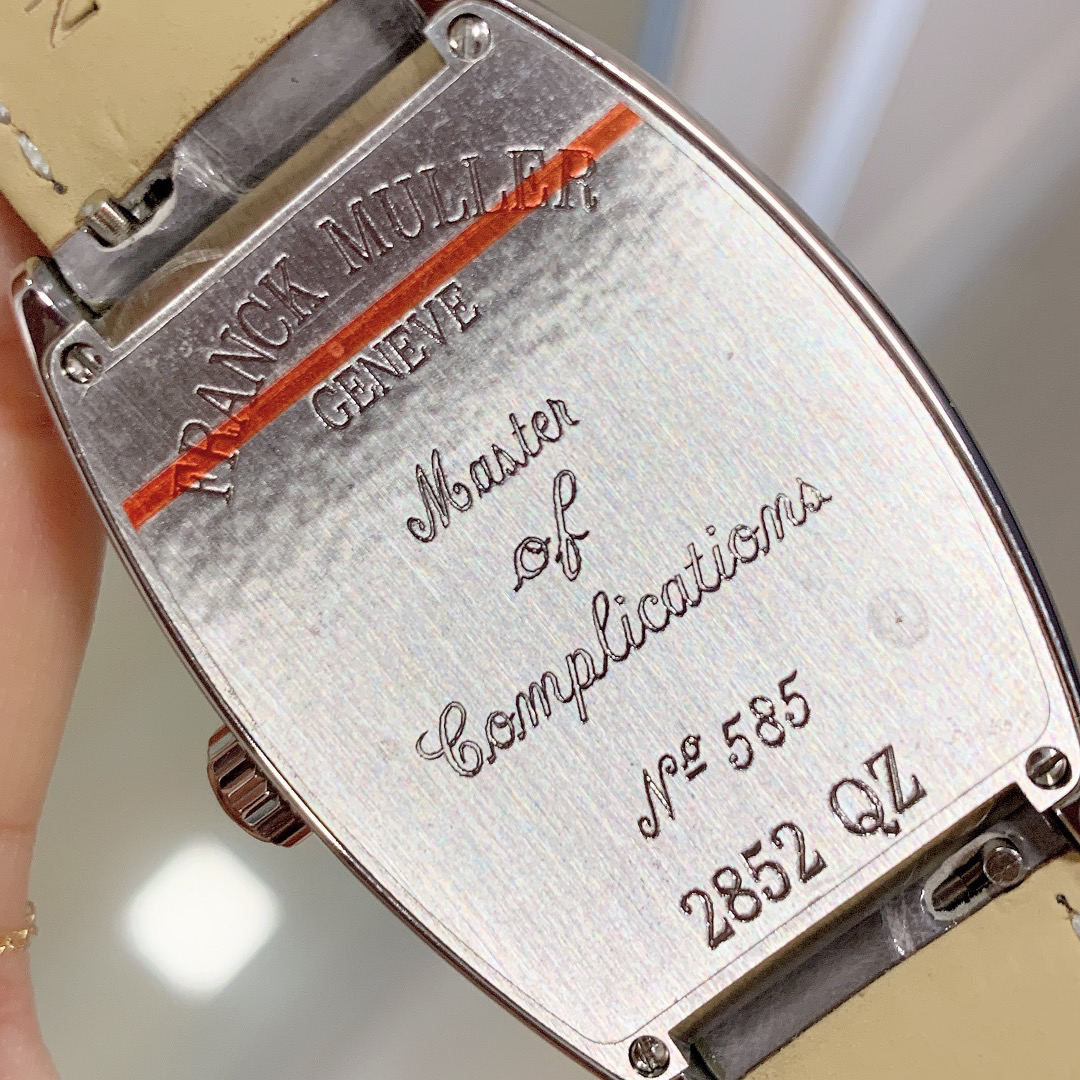 FRANCK MULLER
GENEVE
Master
of
Complications
Nº 585
2852 QZ